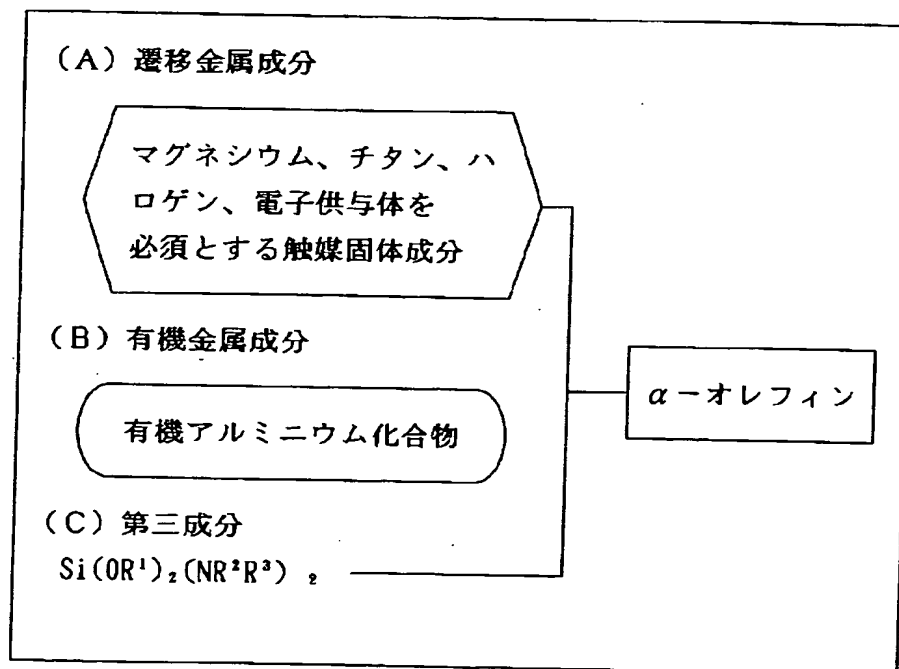 (A)遷移金属成分
マグネシウム、チタン、ハ
ロゲン、電子供与体を
必須とする触媒固体成分
(B)有機金属成分
有機アルミニウム化合物
α-オレフィン
(C)第三成分
Si(OR¹)₂(NR²R³)₂